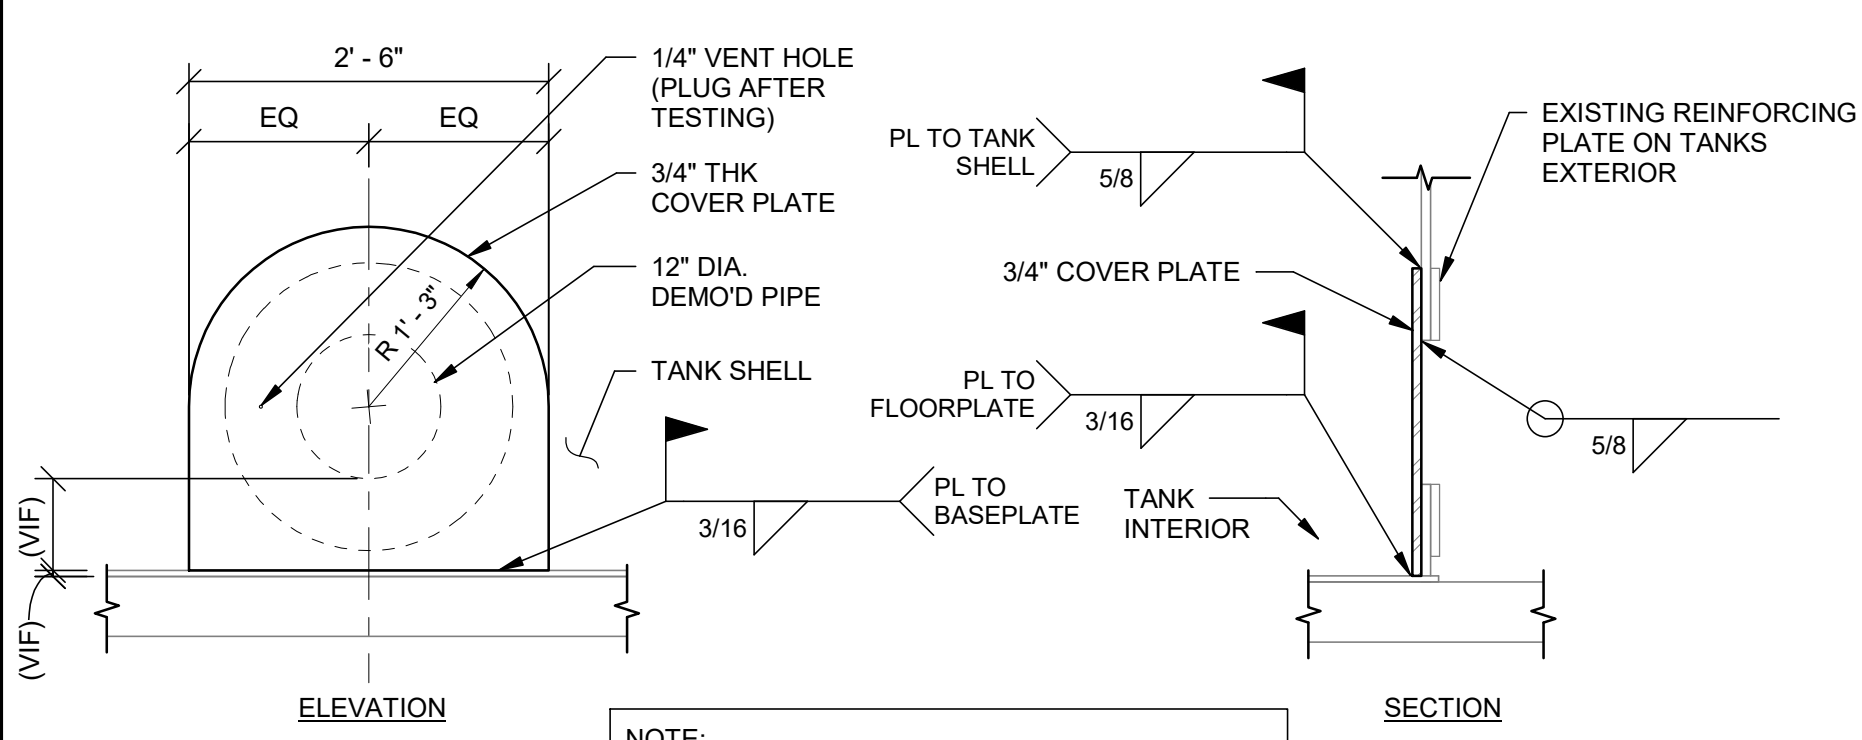 2' - 6"
EQ
EQ
1/4" VENT HOLE
(PLUG AFTER
TESTING)
3/4" THK
COVER PLATE
12" DIA.
DEMO'D PIPE
R 1' - 3"
TANK SHELL
3/16
PL TO
BASEPLATE
(VIF)
(VIF)
ELEVATION
PL TO TANK
SHELL
5/8
EXISTING REINFORCING
PLATE ON TANKS
EXTERIOR
3/4" COVER PLATE
PL TO
FLOORPLATE
3/16
5/8
TANK
INTERIOR
SECTION
NOTE: